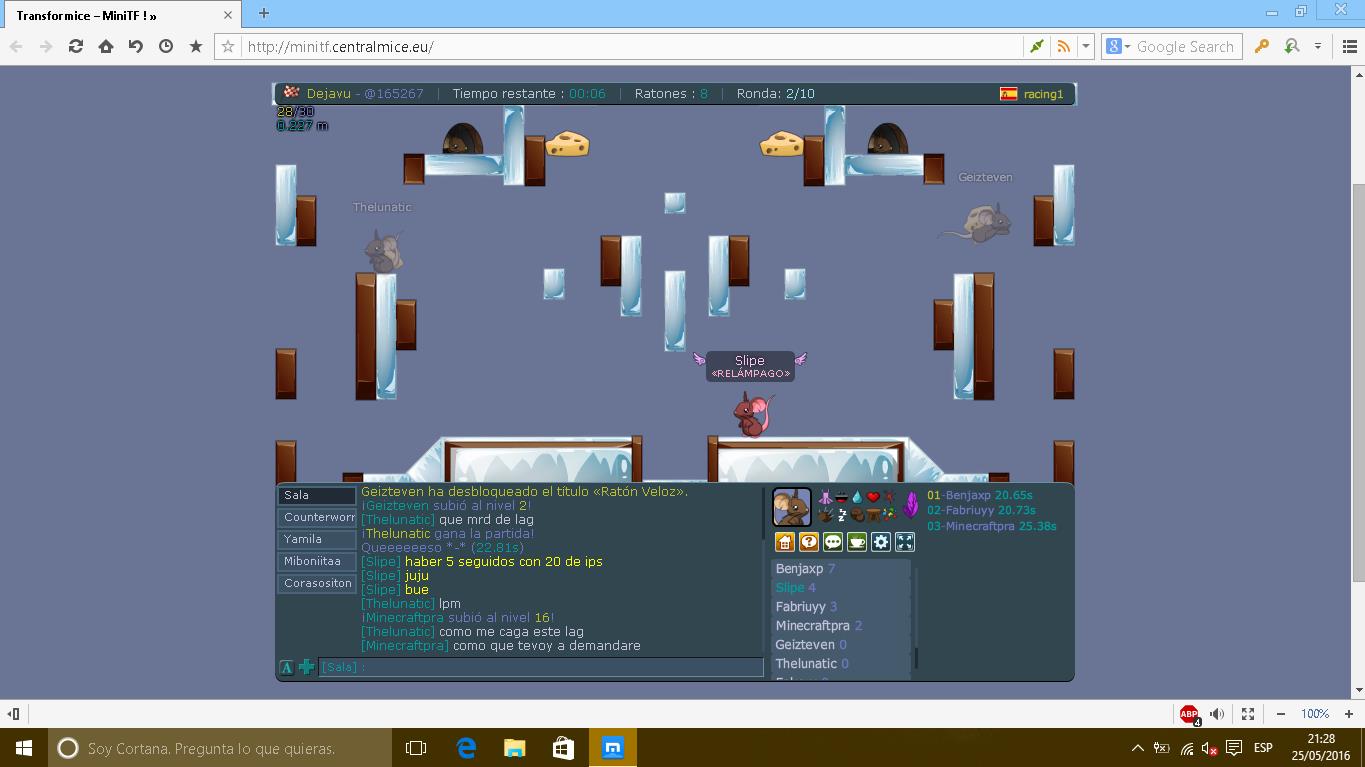 Transformice – MiniTF ! »
http://minitf.centralmice.eu/
Google Search
Dejavu - @165267 | Tiempo restante : 00:06 | Ratones : 8 | Ronda: 2/10
racing1
28/30
0.227 m
Geizteven
Thelunatic
Slipe
«RELÁMPAGO»
Sala
Counterworr
Yamila
Miboniitaa
Corasositon
Geizteven ha desbloqueado el título «Ratón Veloz».
¡Geizteven subió al nivel 2!
[Thelunatic] que mrd de lag
¡Thelunatic gana la partida!
Queeeeeeso *-* (22.81s)
[Slipe] haber 5 seguidos con 20 de ips
[Slipe] juju
[Slipe] bue
[Thelunatic] lpm
¡Minecraftpra subió al nivel 16!
[Thelunatic] como me caga este lag
[Minecraftpra] como que tevoy a demandare
A
[Sala] :
01-Benjaxp 20.65s
02-Fabriuyy 20.73s
03-Minecraftpra 25.38s
Benjaxp 7
Slipe 4
Fabriuyy 3
Minecraftpra 2
Geizteven 0
Thelunatic 0
ABP
4
100%
Soy Cortana. Pregunta lo que quieras.
ESP
21:28
25/05/2016